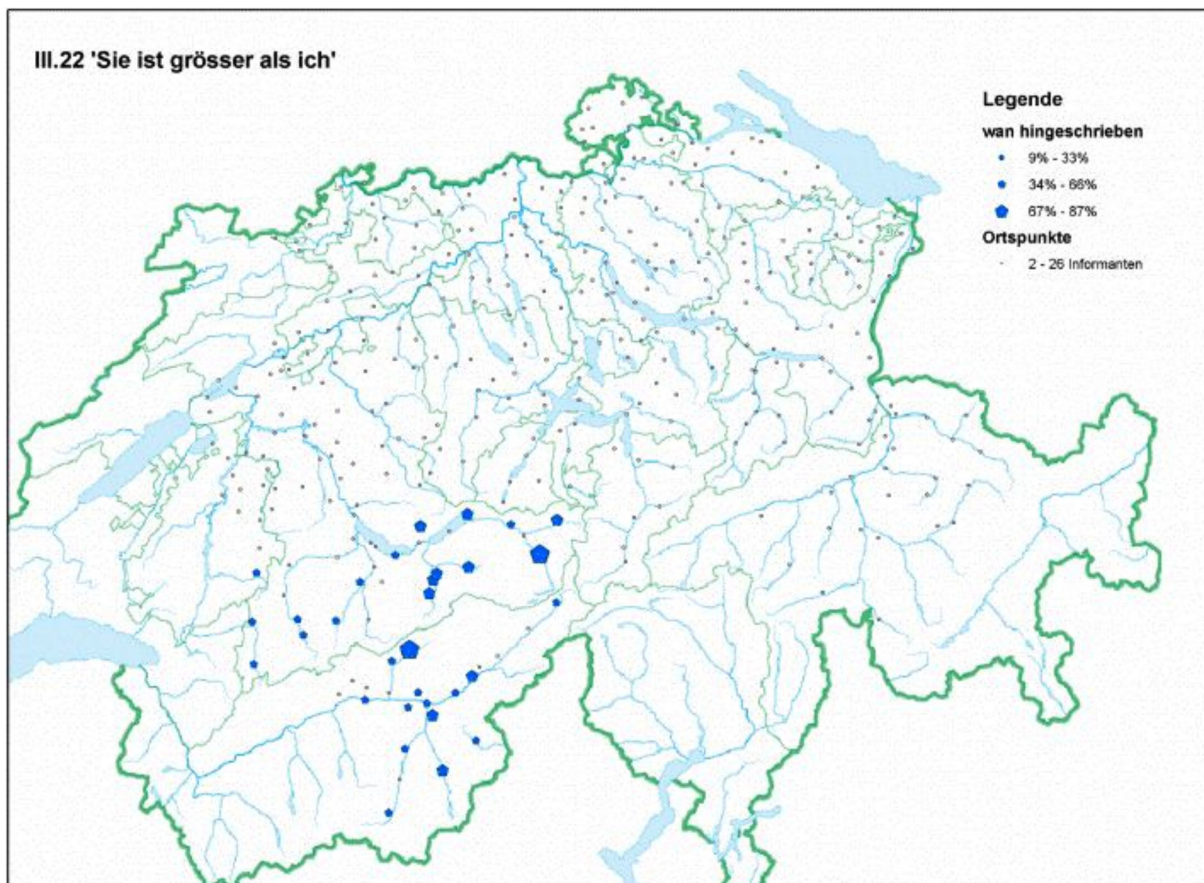 III.22 'Sie ist grösser als ich'
Legende
wan hingeschrieben
9% - 33%
34% - 66%
67% - 87%
Ortspunkte
2 - 26 Informanten